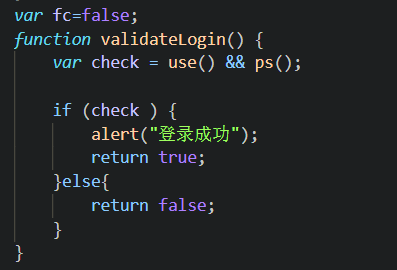 var fc=false;
function validateLogin() {
    var check = use() && ps();

    if (check ) {
        alert("登录成功");
        return true;
    }else{
        return false;
    }
}